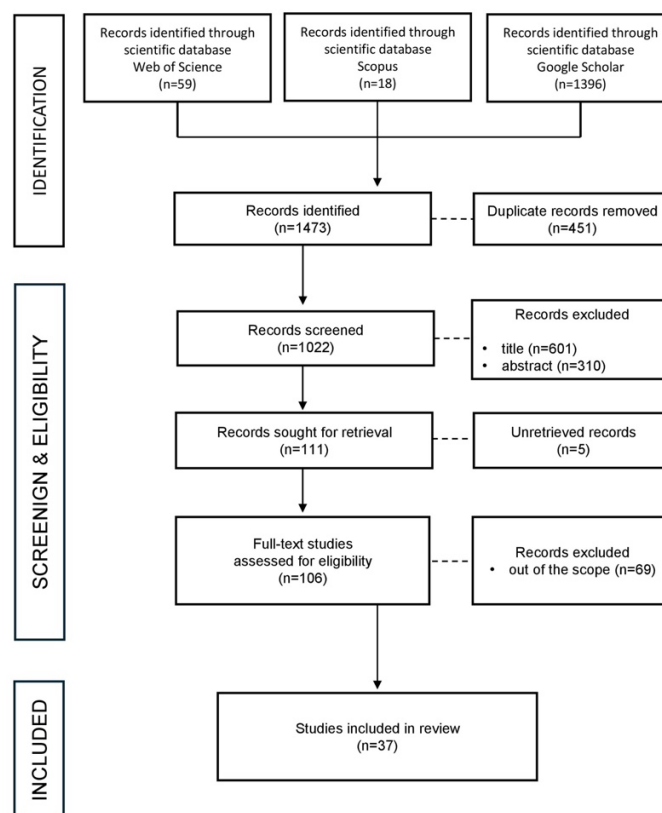 IDENTIFICATION
Records identified through
scientific database
Web of Science
(n=59)
Records identified through
scientific database
Scopus
(n=18)
Records identified through
scientific database
Google Scholar
(n=1396)
Records identified
(n=1473)
Duplicate records removed
(n=451)
SCREENIGN & ELIGIBILITY
Records screened
(n=1022)
Records excluded
• title (n=601)
• abstract (n=310)
Records sought for retrieval
(n=111)
Unretrieved records
(n=5)
Full-text studies
assessed for eligibility
(n=106)
Records excluded
• out of the scope (n=69)
INCLUDED
Studies included in review
(n=37)